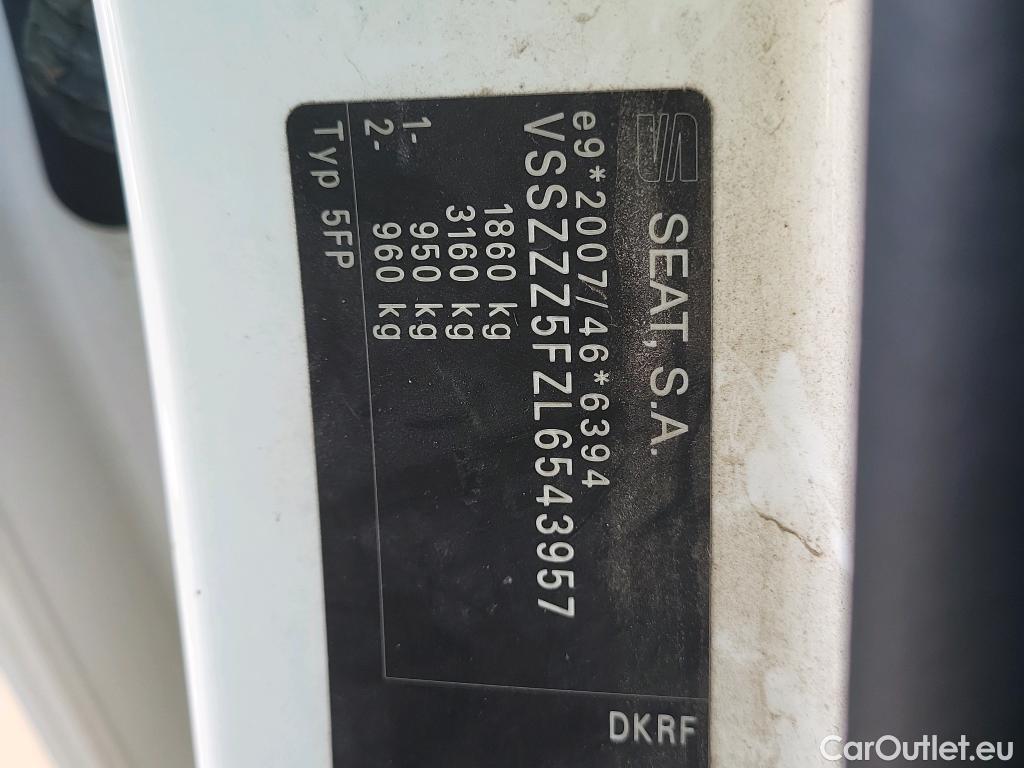 SEAT, S.A.
e9*2007/46*6394
VSSZZZ5FZL6543957
1860 kg
3160 kg
1- 950 kg
2- 960 kg
Typ 5FP
DKRF
CarOutlet.eu